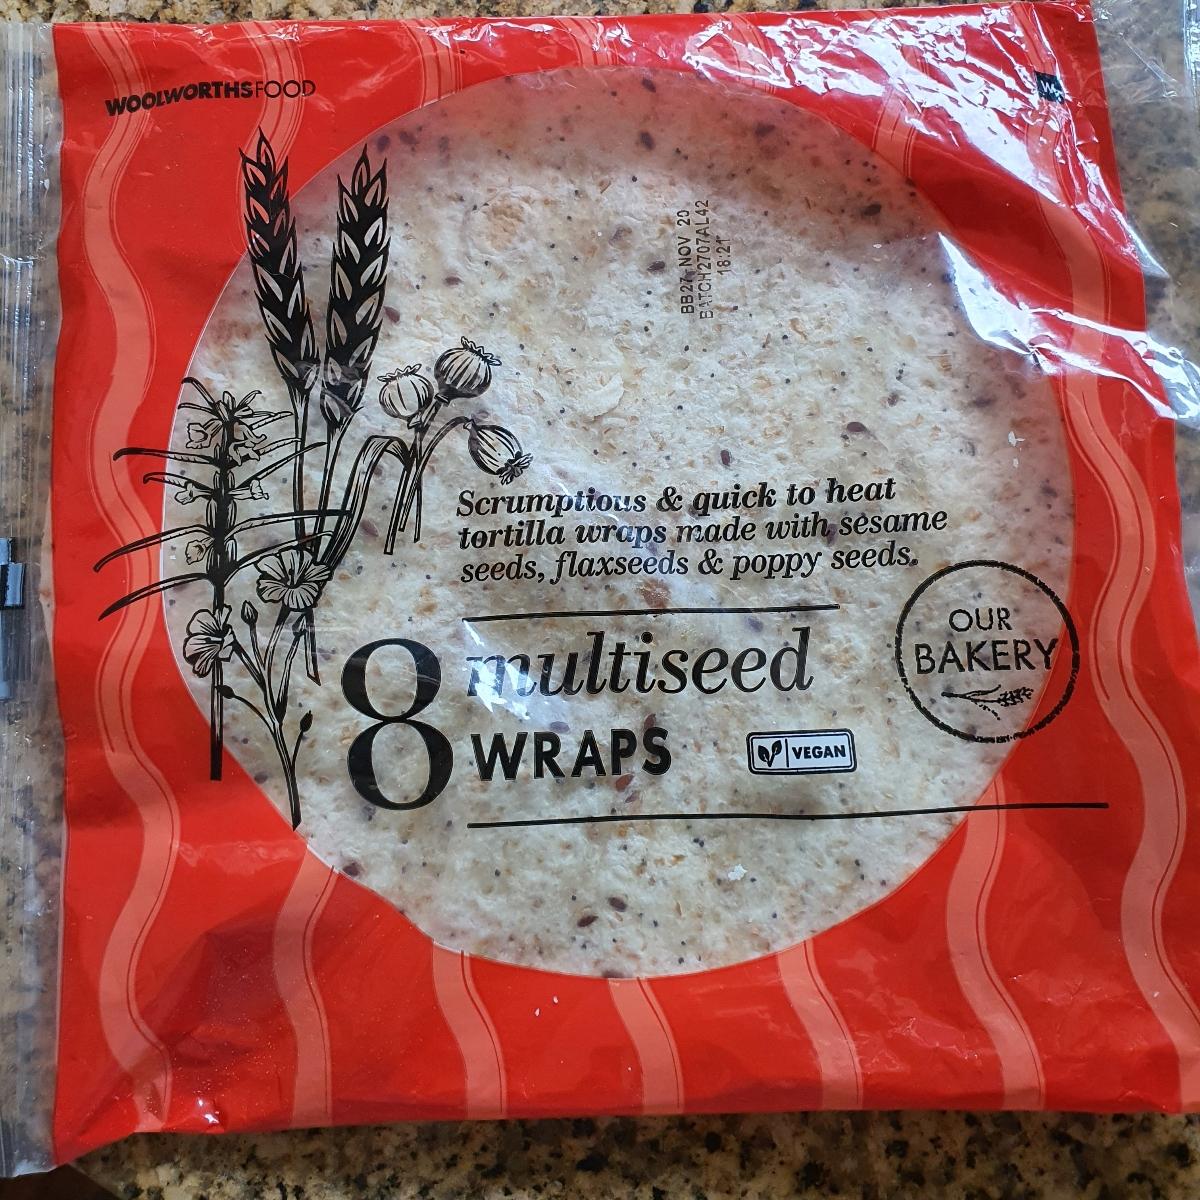 WOOLWORTHSFOOD
W
BB27 NOV 20
BATCH2707AL42
18:21
Scrumptious & quick to heat
tortilla wraps made with sesame
seeds, flaxseeds & poppy seeds.
8
multiseed
WRAPS
VEGAN
OUR
BAKERY